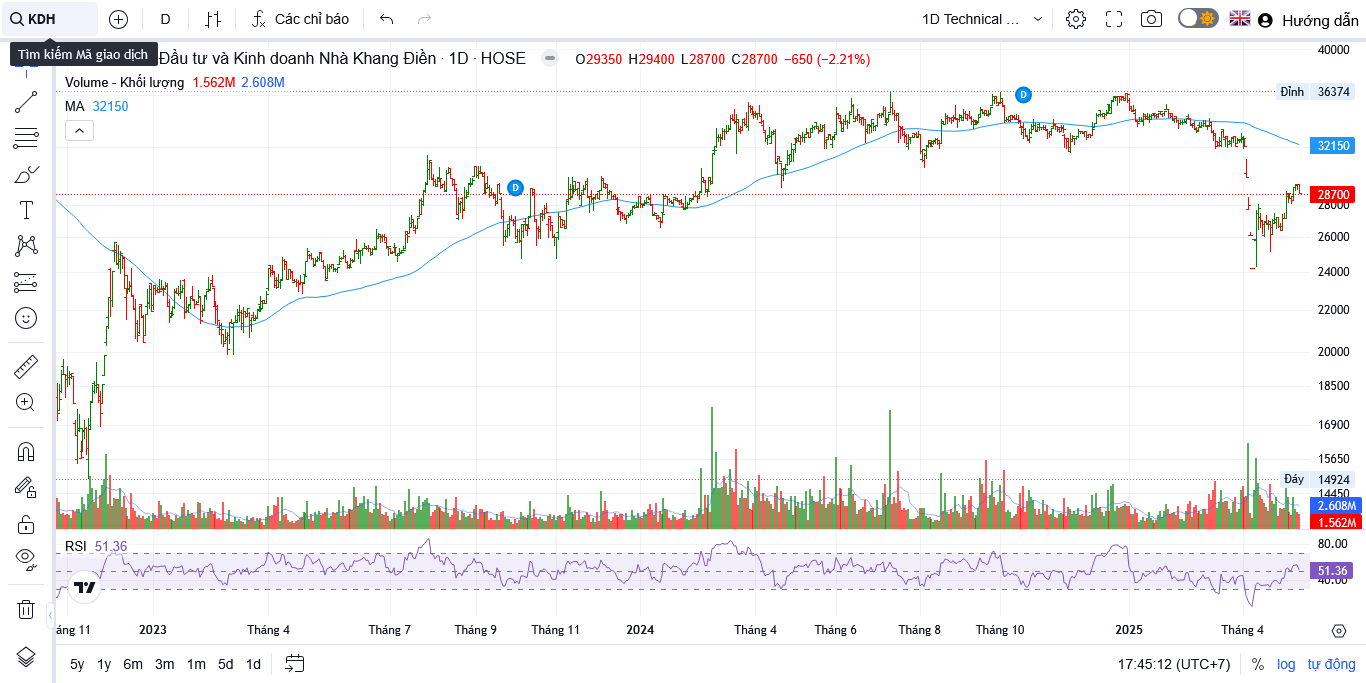 KDH D Các chỉ báo 1D Technical ... Hướng dẫn
Tìm kiếm Mã giao dịch Đầu tư và Kinh doanh Nhà Khang Điền · 1D · HOSE O29350 H29400 L28700 C28700 −650 (−2.21%)
Volume - Khối lượng 1.562M 2.608M
MA 32150
40000
Đỉnh 36374
32150
28700
28000
26000
24000
22000
20000
18500
16900
15650
Đáy 14924
14450
2.608M
1.562M
D
D
T
RSI 51.36
80.00
51.36
40.00
áng 11 2023 Tháng 4 Tháng 7 Tháng 9 Tháng 11 2024 Tháng 4 Tháng 6 Tháng 8 Tháng 10 2025 Tháng 4
5y 1y 6m 3m 1m 5d 1d 17:45:12 (UTC+7) % log tự động